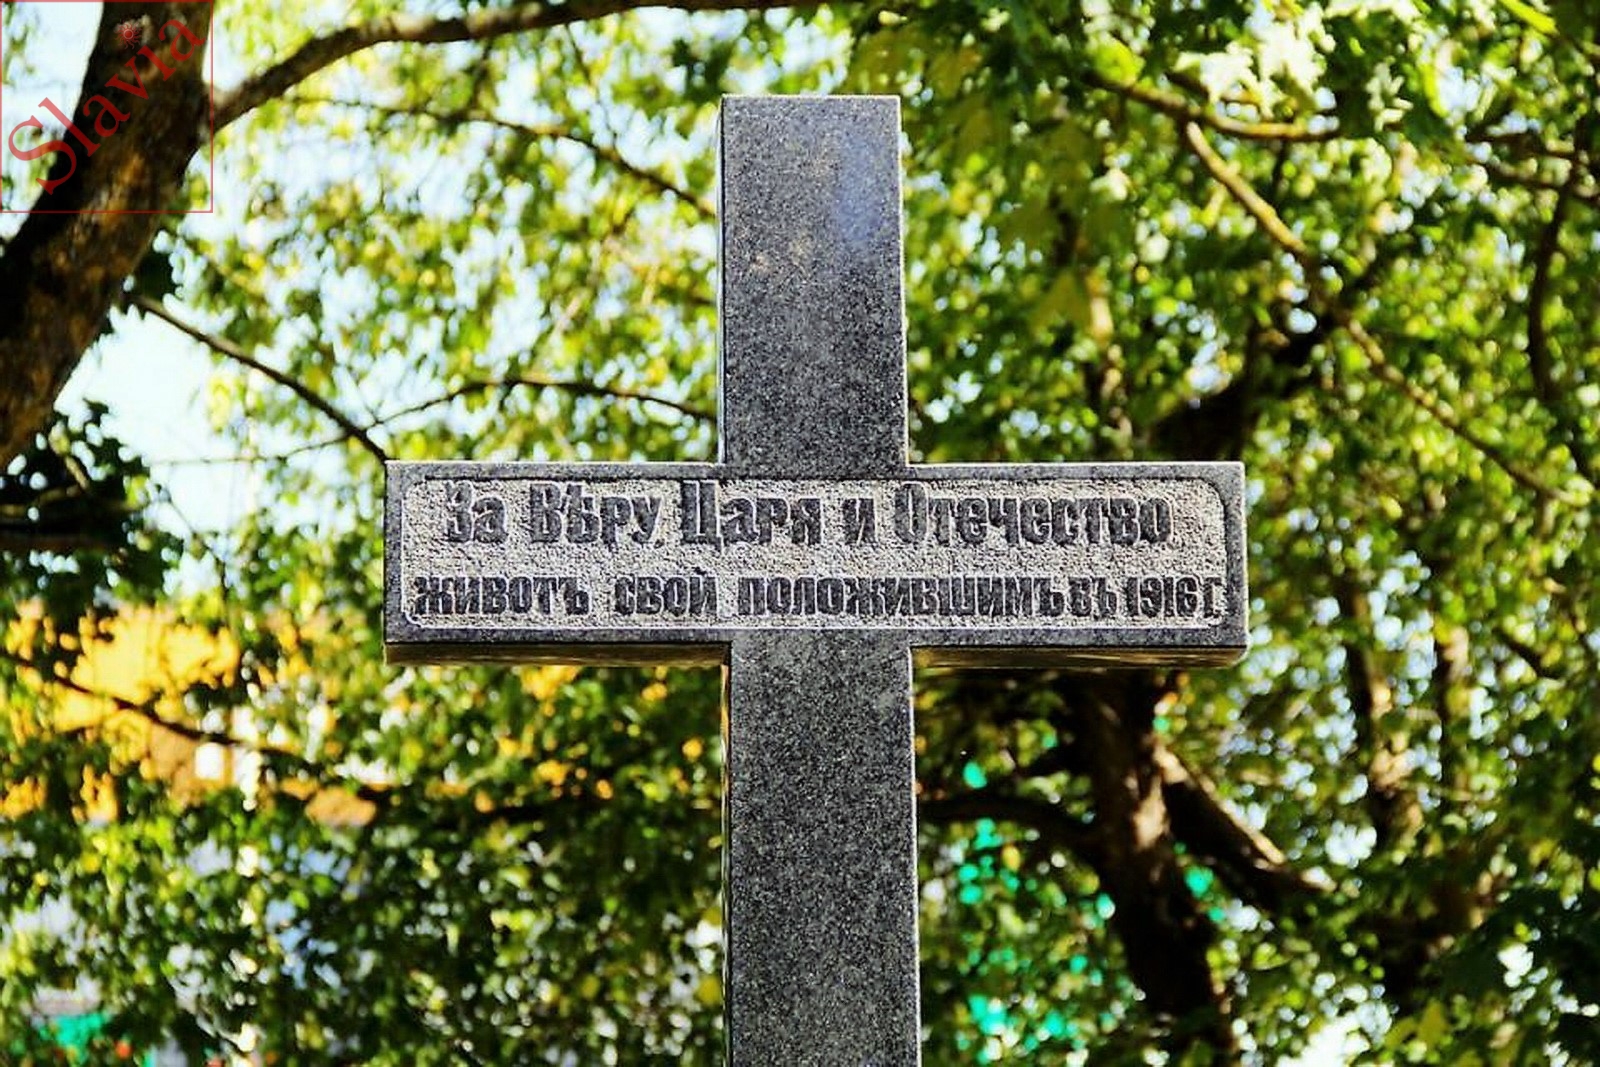 Slavia
За Вѣру, Царя и Отечество
животъ свой положившимъ въ 1916 г.